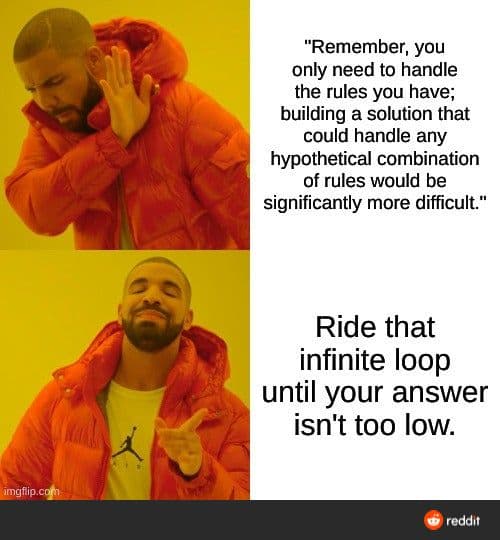 "Remember, you
only need to handle
the rules you have;
building a solution that
could handle any
hypothetical combination
of rules would be
significantly more difficult."
Ride that
infinite loop
until your answer
isn't too low.
AIR
imgflip.com
reddit